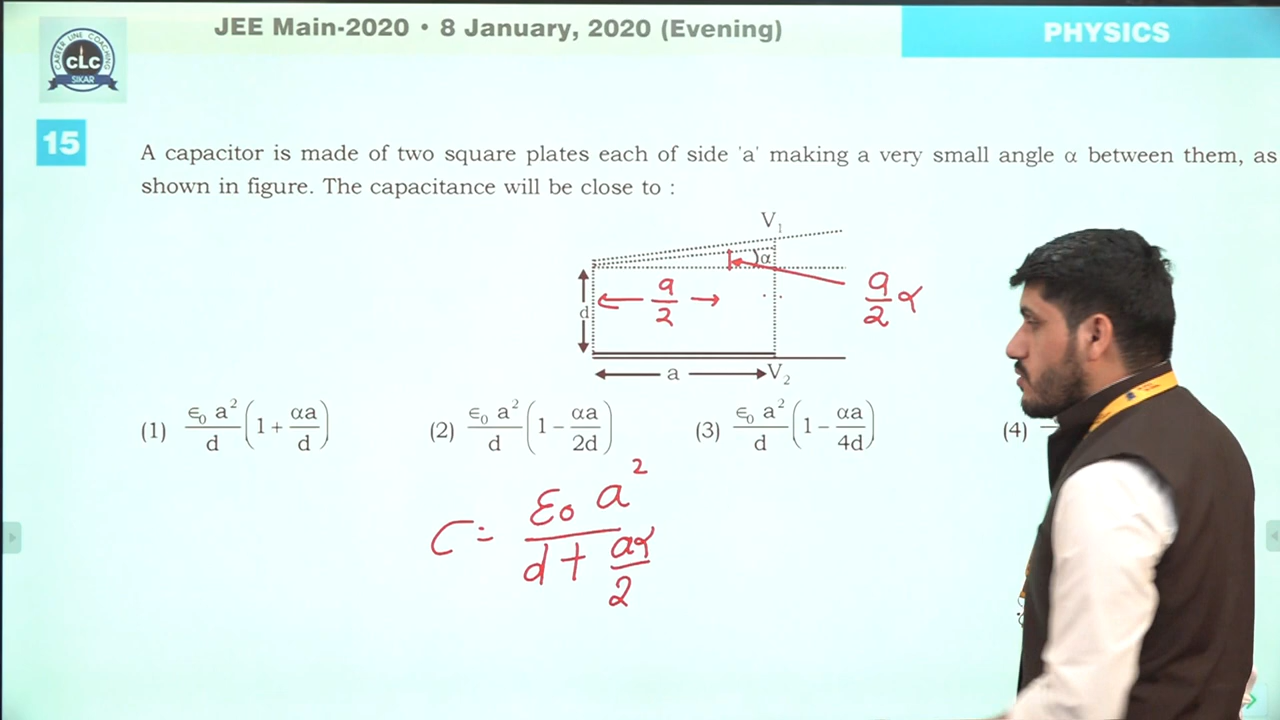 JEE Main-2020 • 8 January, 2020 (Evening)
PHYSICS
CAREER LINE COACHING
CLC
SIKAR
15
A capacitor is made of two square plates each of side 'a' making a very small angle α between them, as
shown in figure. The capacitance will be close to :
V₁
α
d
a/2
a/2 α
a
V₂
(1) ε₀ a²/d (1 + αa/d)
(2) ε₀ a²/d (1 − αa/2d)
(3) ε₀ a²/d (1 − αa/4d)
(4)
C = ε₀ a² / (d + aα/2)